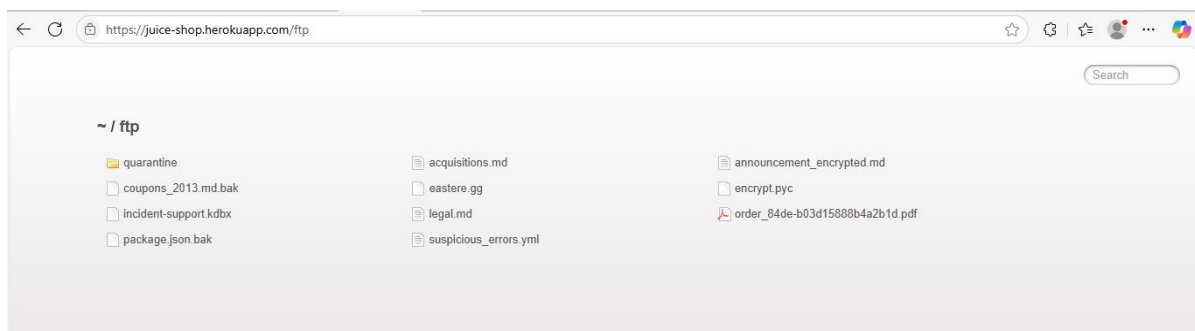 https://juice-shop.herokuapp.com/ftp
Search
~ / ftp
quarantine
acquisitions.md
announcement_encrypted.md
coupons_2013.md.bak
eastere.gg
encrypt.pyc
incident-support.kdbx
legal.md
order_84de-b03d15888b4a2b1d.pdf
package.json.bak
suspicious_errors.yml